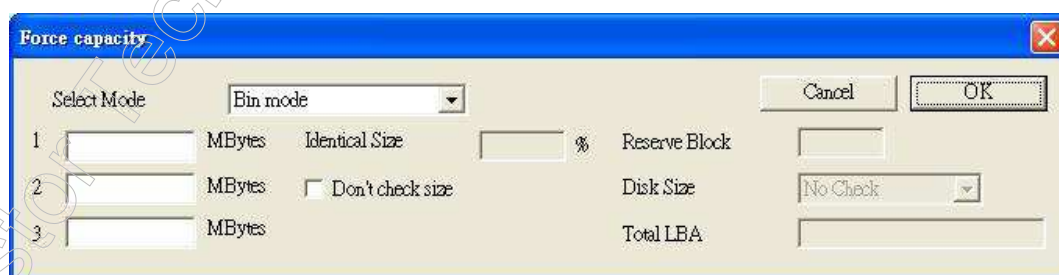 Force capacity
Select Mode Bin mode Cancel OK
1 MBytes Identical Size % Reserve Block
2 MBytes Don't check size Disk Size No Check
3 MBytes Total LBA